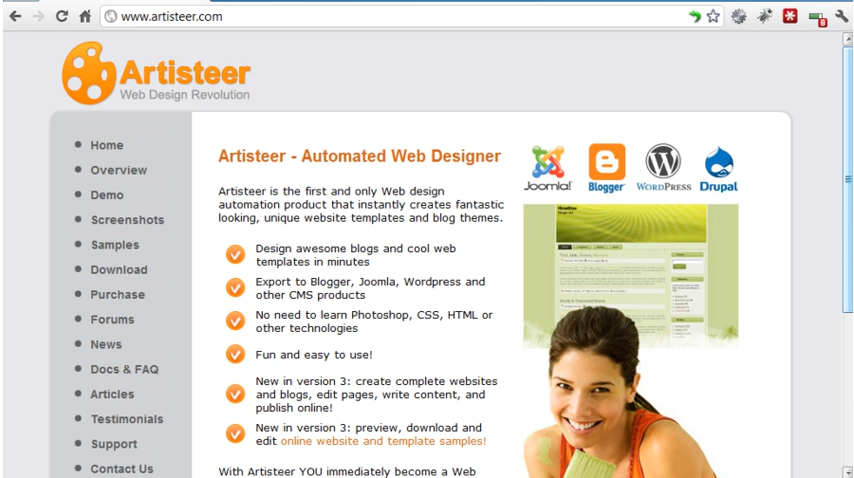 www.artisteer.com
8
Artisteer
Web Design Revolution
Home
Overview
Demo
Screenshots
Samples
Download
Purchase
Forums
News
Docs & FAQ
Articles
Testimonials
Support
Contact Us
Artisteer - Automated Web Designer
Artisteer is the first and only Web design
automation product that instantly creates fantastic
looking, unique website templates and blog themes.
Design awesome blogs and cool web
templates in minutes
Export to Blogger, Joomla, Wordpress and
other CMS products
No need to learn Photoshop, CSS, HTML or
other technologies
Fun and easy to use!
New in version 3: create complete websites
and blogs, edit pages, write content, and
publish online!
New in version 3: preview, download and
edit online website and template samples!
With Artisteer YOU immediately become a Web
Joomla!
Blogger
WORDPRESS
Drupal
Headline